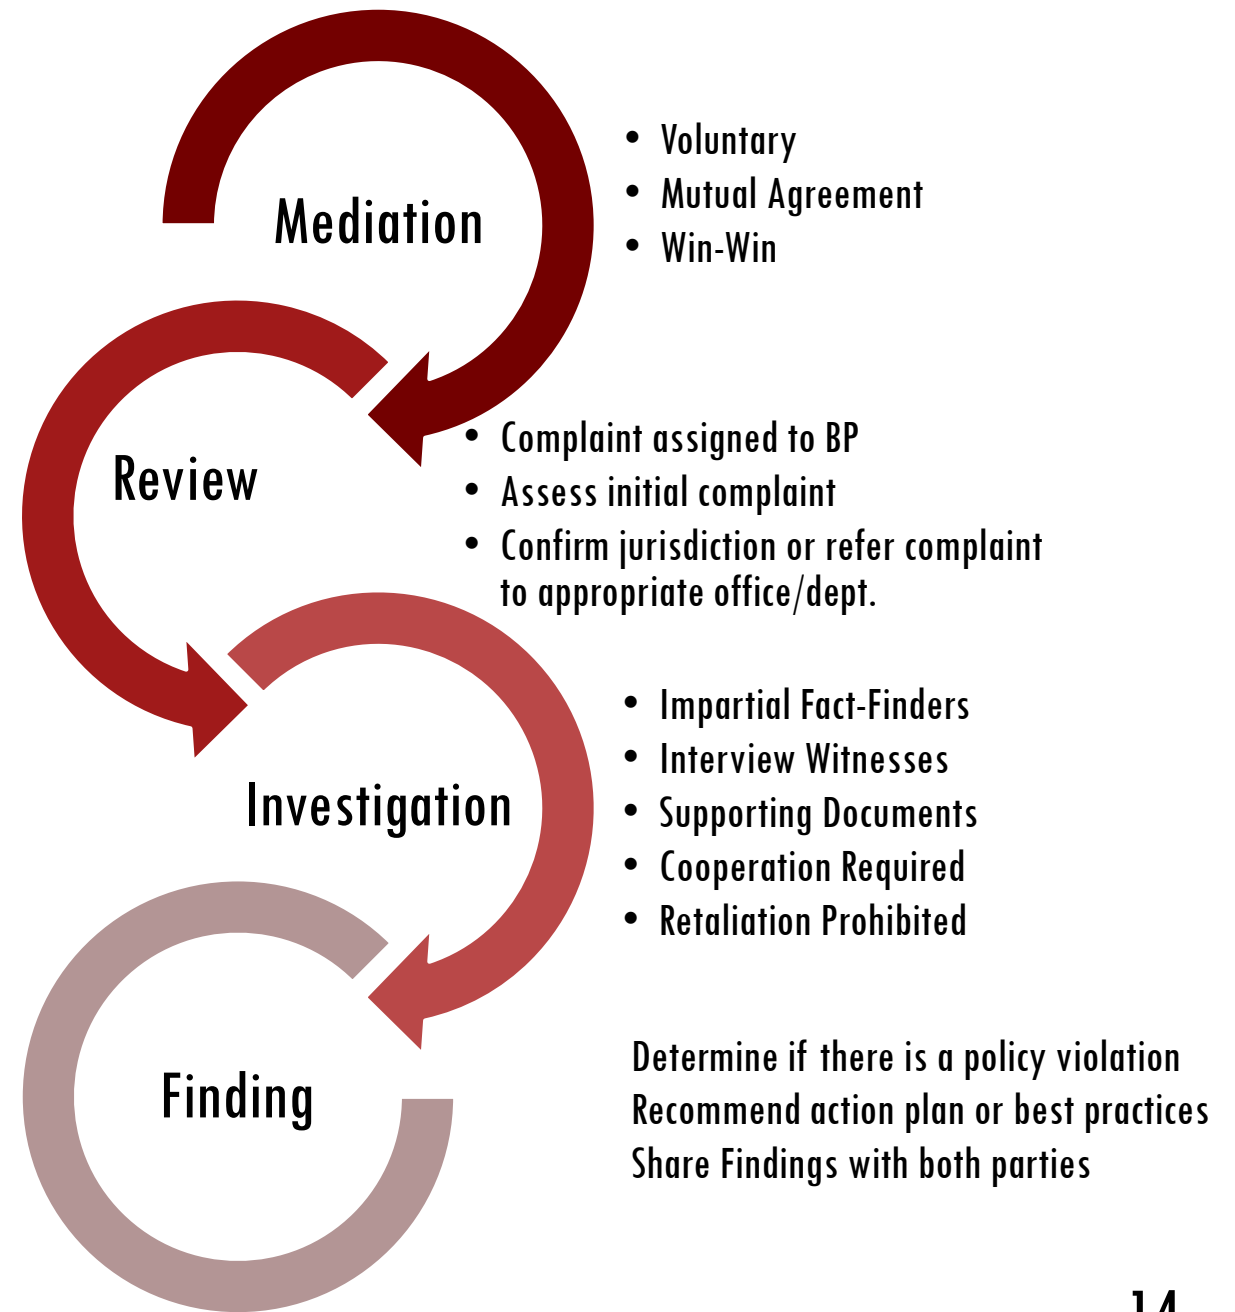 Mediation
• Voluntary
• Mutual Agreement
• Win-Win
Review
• Complaint assigned to BP
• Assess initial complaint
• Confirm jurisdiction or refer complaint
to appropriate office/dept.
Investigation
• Impartial Fact-Finders
• Interview Witnesses
• Supporting Documents
• Cooperation Required
• Retaliation Prohibited
Finding
Determine if there is a policy violation
Recommend action plan or best practices
Share Findings with both parties
14